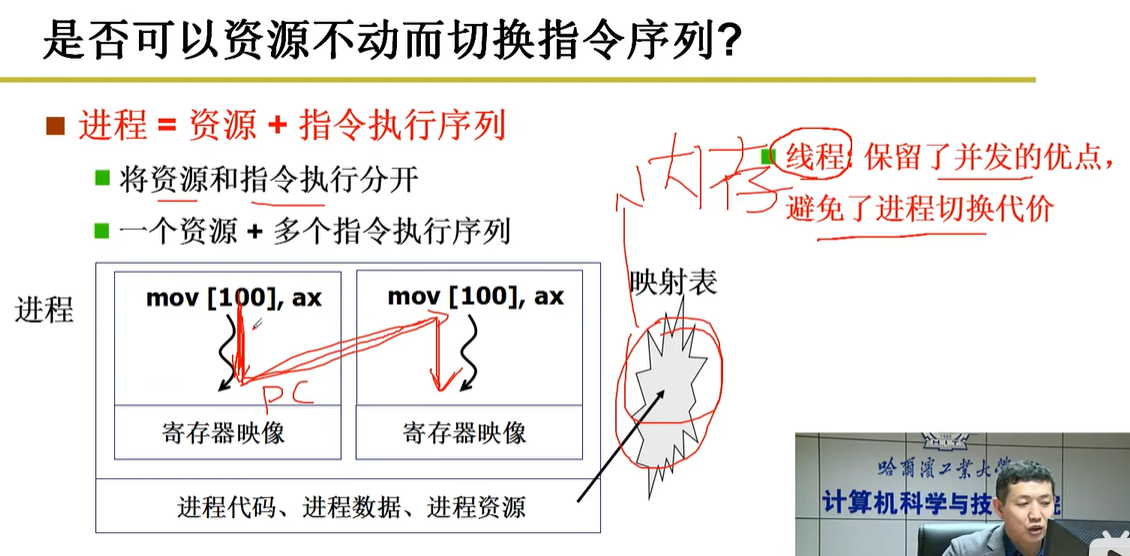 是否可以资源不动而切换指令序列?
进程 = 资源 + 指令执行序列
将资源和指令执行分开
一个资源 + 多个指令执行序列
内存
线程: 保留了并发的优点，
避免了进程切换代价
映射表
进程
mov [100], ax
mov [100], ax
PC
寄存器映像
寄存器映像
进程代码、进程数据、进程资源
哈尔滨工业大学
计算机科学与技
院